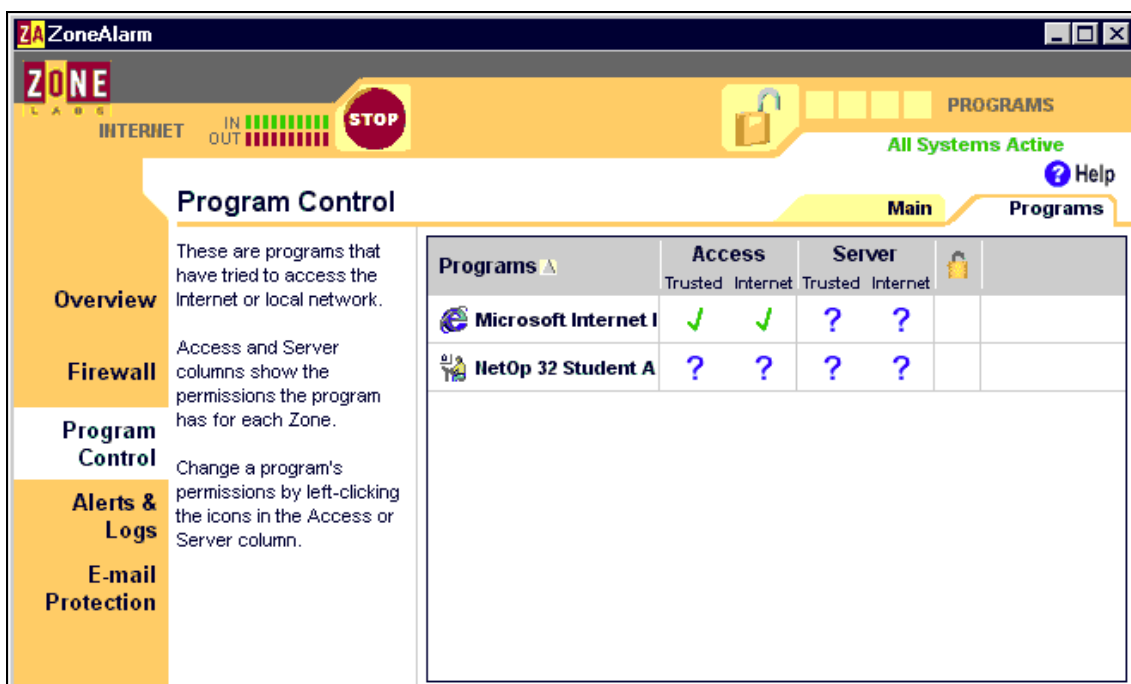 ZA ZoneAlarm
ZONE
LABS
INTERNET
IN
OUT
STOP
PROGRAMS
All Systems Active
? Help
Program Control
Main
Programs
Overview
Firewall
Program
Control
Alerts &
Logs
E-mail
Protection
These are programs that
have tried to access the
Internet or local network.
Access and Server
columns show the
permissions the program
has for each Zone.
Change a program's
permissions by left-clicking
the icons in the Access or
Server column.
Programs Access Server
Trusted Internet Trusted Internet
Microsoft Internet I ? ?
NetOp 32 Student A ? ? ? ?